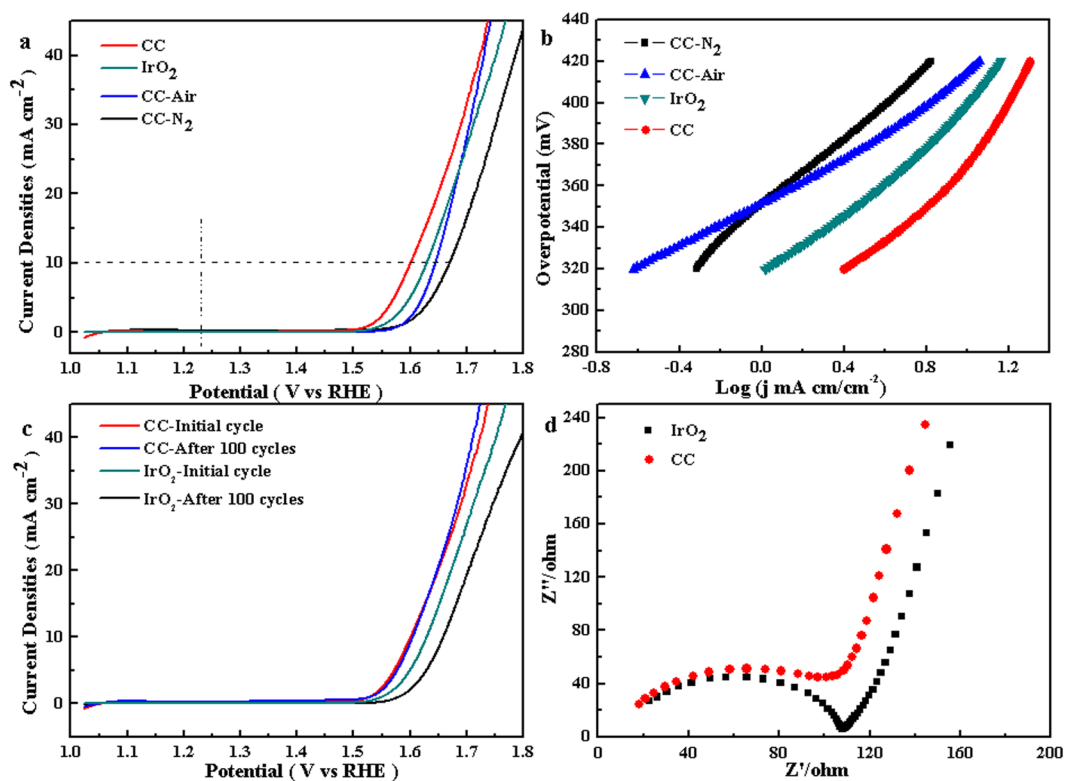 a
CC
IrO2
CC-Air
CC-N2
Current Densities ( mA cm-2 )
40
30
20
10
0
1.0 1.1 1.2 1.3 1.4 1.5 1.6 1.7 1.8
Potential ( V vs RHE )
b
CC-N2
CC-Air
IrO2
CC
Overpotential (mV)
440
420
400
380
360
340
320
300
280
-0.8 -0.4 0.0 0.4 0.8 1.2 1.6
Log (j mA cm/cm-2)
c
CC-Initial cycle
CC-After 100 cycles
IrO2-Initial cycle
IrO2-After 100 cycles
Current Densities ( mA cm-2 )
40
30
20
10
0
1.0 1.1 1.2 1.3 1.4 1.5 1.6 1.7 1.8
Potential ( V vs RHE )
d
IrO2
CC
Z''/ohm
240
200
160
120
80
40
0
0 40 80 120 160 200
Z'/ohm